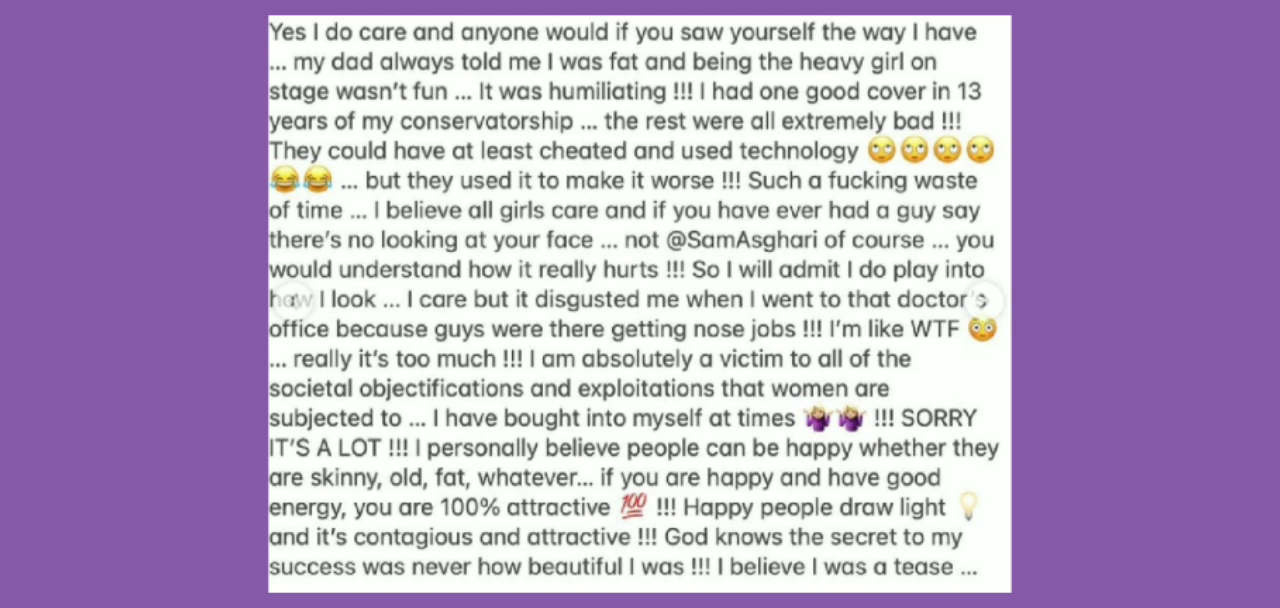 Yes I do care and anyone would if you saw yourself the way I have
... my dad always told me I was fat and being the heavy girl on
stage wasn't fun ... It was humiliating !!! I had one good cover in 13
years of my conservatorship ... the rest were all extremely bad !!!
They could have at least cheated and used technology 🙄🙄🙄🙄
😂😂 ... but they used it to make it worse !!! Such a fucking waste
of time ... I believe all girls care and if you have ever had a guy say
there's no looking at your face ... not @SamAsghari of course ... you
would understand how it really hurts !!! So I will admit I do play into
how I look ... I care but it disgusted me when I went to that doctor's
office because guys were there getting nose jobs !!! I'm like WTF 😳
... really it's too much !!! I am absolutely a victim to all of the
societal objectifications and exploitations that women are
subjected to ... I have bought into myself at times 🤷🏼‍♀️🤷🏼‍♀️ !!! SORRY
IT'S A LOT !!! I personally believe people can be happy whether they
are skinny, old, fat, whatever... if you are happy and have good
energy, you are 100% attractive 💯 !!! Happy people draw light 💡
and it's contagious and attractive !!! God knows the secret to my
success was never how beautiful I was !!! I believe I was a tease ...